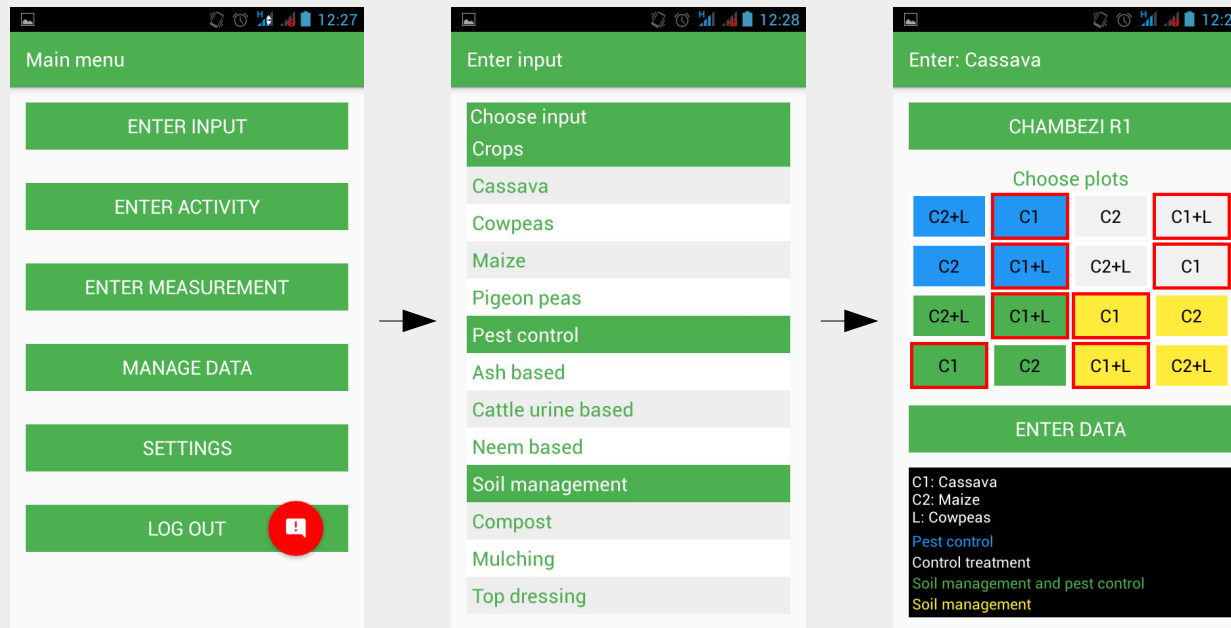 H 12:27
Main menu
ENTER INPUT
ENTER ACTIVITY
ENTER MEASUREMENT
MANAGE DATA
SETTINGS
LOG OUT
H 12:28
Enter input
Choose input
Crops
Cassava
Cowpeas
Maize
Pigeon peas
Pest control
Ash based
Cattle urine based
Neem based
Soil management
Compost
Mulching
Top dressing
H 12:2
Enter: Cassava
CHAMBEZI R1
Choose plots
C2+L C1 C2 C1+L
C2 C1+L C2+L C1
C2+L C1+L C1 C2
C1 C2 C1+L C2+L
ENTER DATA
C1: Cassava
C2: Maize
L: Cowpeas
Pest control
Control treatment
Soil management and pest control
Soil management